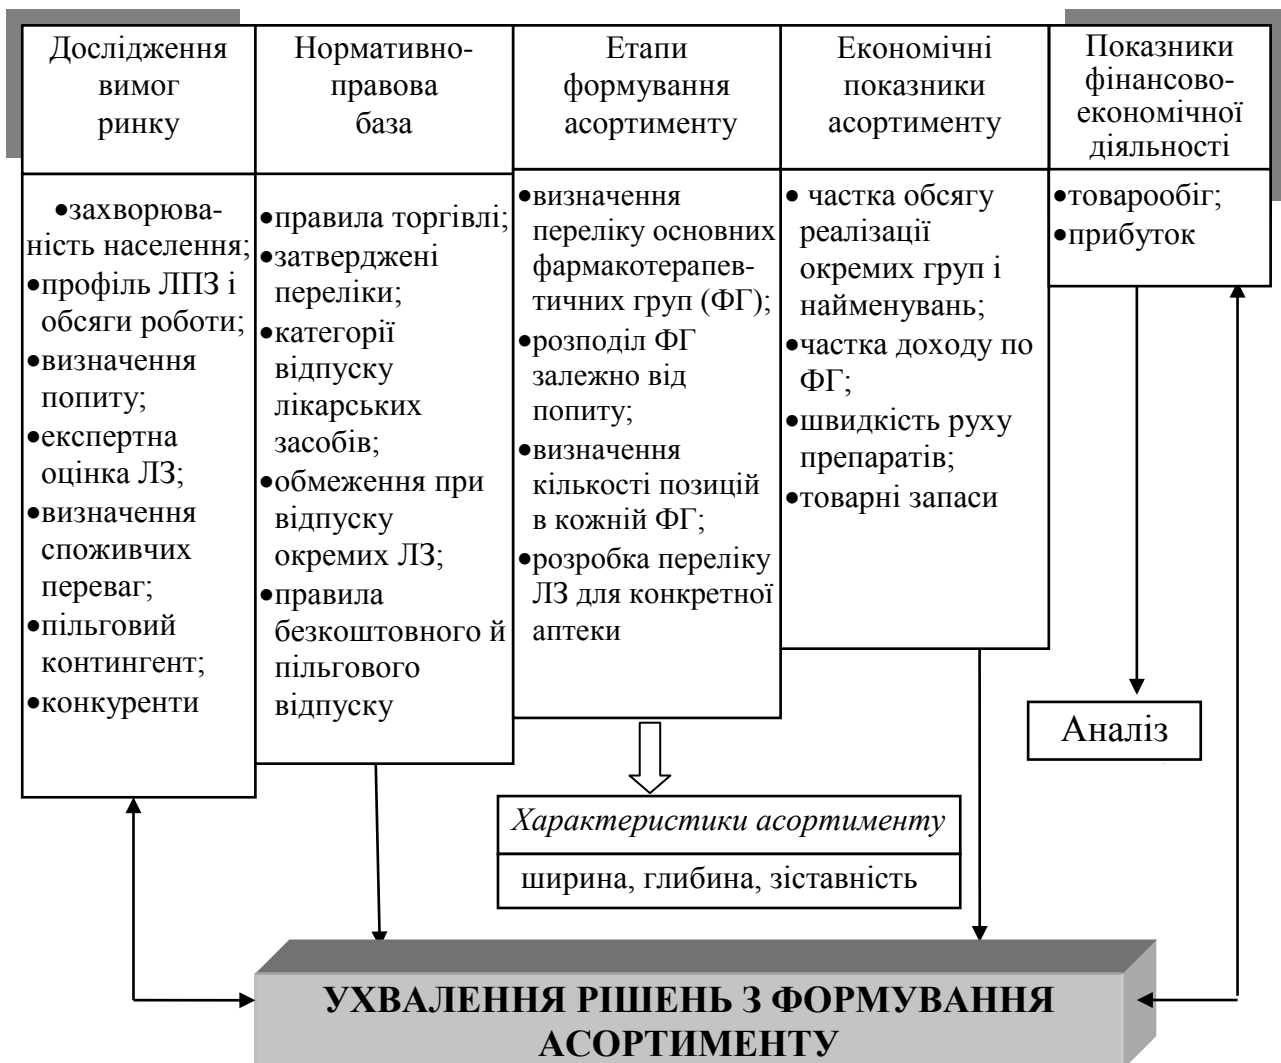 Дослідження
вимог
ринку
Нормативно-
правова
база
Етапи
формування
асортименту
Економічні
показники
асортименту
Показники
фінансово-
економічної
діяльності
•захворюва-
ність населення;
•профіль ЛПЗ і
обсяги роботи;
•визначення
попиту;
•експертна
оцінка ЛЗ;
•визначення
споживчих
переваг;
•пільговий
контингент;
•конкуренти
•правила торгівлі;
•затверджені
переліки;
•категорії
відпуску
лікарських
засобів;
•обмеження при
відпуску
окремих ЛЗ;
•правила
безкоштовного й
пільгового
відпуску
•визначення
переліку основних
фармакотерапев-
тичних груп (ФГ);
•розподіл ФГ
залежно від
попиту;
•визначення
кількості позицій
в кожній ФГ;
•розробка переліку
ЛЗ для конкретної
аптеки
• частка обсягу
реалізації
окремих груп і
найменувань;
•частка доходу по
ФГ;
•швидкість руху
препаратів;
•товарні запаси
•товарообіг;
•прибуток
Аналіз
Характеристики асортименту
ширина, глибина, зіставність
УХВАЛЕННЯ РІШЕНЬ З ФОРМУВАННЯ
АСОРТИМЕНТУ